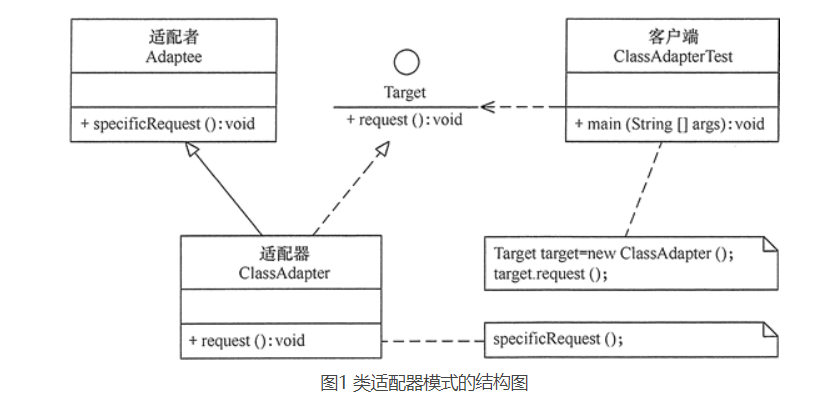 适配者
Adaptee
+ specificRequest ():void
Target
+ request ():void
客户端
ClassAdapterTest
+ main (String [] args):void
适配器
ClassAdapter
+ request ():void
Target target=new ClassAdapter ();
target.request ();
specificRequest ();
图1 类适配器模式的结构图